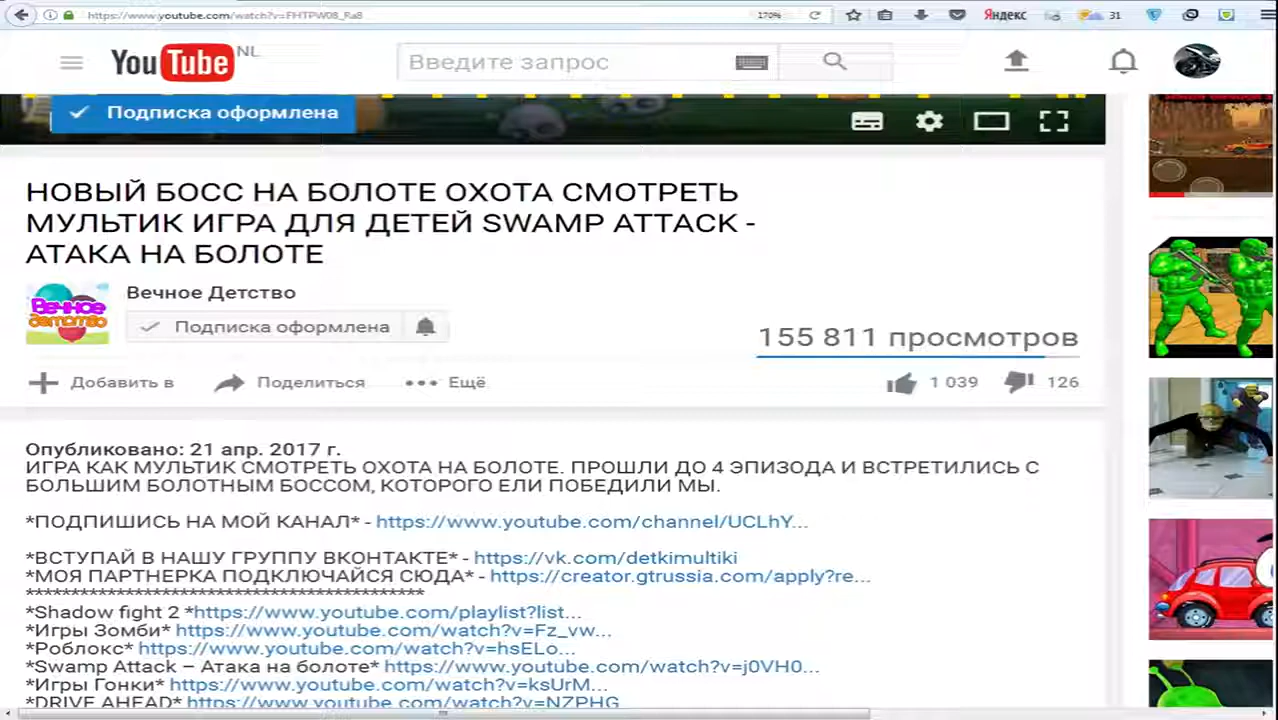 https://www.youtube.com/watch?v=FHTPW08_Ra8
170%
Яндекс
31
YouTube NL
Введите запрос
Подписка оформлена
НОВЫЙ БОСС НА БОЛОТЕ ОХОТА СМОТРЕТЬ
МУЛЬТИК ИГРА ДЛЯ ДЕТЕЙ SWAMP ATTACK -
АТАКА НА БОЛОТЕ
Вечное Детство
Вечное
детство
Подписка оформлена
155 811 просмотров
Добавить в
Поделиться
Ещё
1 039
126
Опубликовано: 21 апр. 2017 г.
ИГРА КАК МУЛЬТИК СМОТРЕТЬ ОХОТА НА БОЛОТЕ. ПРОШЛИ ДО 4 ЭПИЗОДА И ВСТРЕТИЛИСЬ С
БОЛЬШИМ БОЛОТНЫМ БОССОМ, КОТОРОГО ЕЛИ ПОБЕДИЛИ МЫ.
*ПОДПИШИСЬ НА МОЙ КАНАЛ* - https://www.youtube.com/channel/UCLhY...
*ВСТУПАЙ В НАШУ ГРУППУ ВКОНТАКТЕ* - https://vk.com/detkimultiki
*МОЯ ПАРТНЕРКА ПОДКЛЮЧАЙСЯ СЮДА* - https://creator.gtrussia.com/apply?re...
********************************************
*Shadow fight 2 *https://www.youtube.com/playlist?list...
*Игры Зомби* https://www.youtube.com/watch?v=Fz_vw...
*Роблокс* https://www.youtube.com/watch?v=hsELo...
*Swamp Attack – Атака на болоте* https://www.youtube.com/watch?v=j0VH0...
*Игры Гонки* https://www.youtube.com/watch?v=ksUrM...
*DRIVE AHEAD* https://www.youtube.com/watch?v=NZPHG